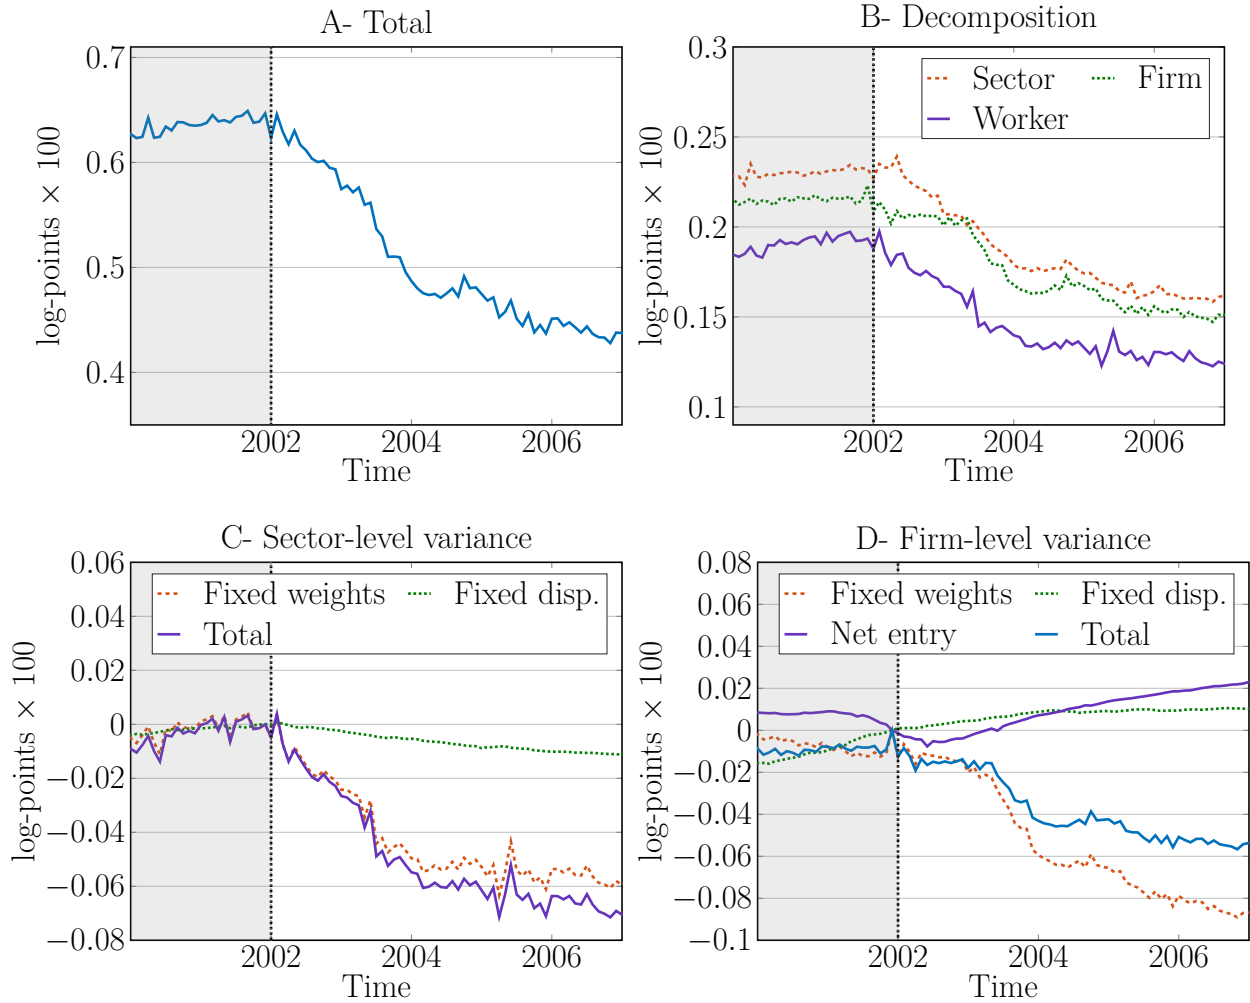 A- Total
0.7
0.6
0.5
0.4
log-points × 100
2002 2004 2006
Time
B- Decomposition
Sector Firm
Worker
0.3
0.25
0.2
0.15
0.1
log-points × 100
2002 2004 2006
Time
C- Sector-level variance
Fixed weights Fixed disp.
Total
0.06
0.04
0.02
0
−0.02
−0.04
−0.06
−0.08
log-points × 100
2002 2004 2006
Time
D- Firm-level variance
Fixed weights Fixed disp.
Net entry Total
0.08
0.06
0.04
0.02
0
−0.02
−0.04
−0.06
−0.08
−0.1
log-points × 100
2002 2004 2006
Time